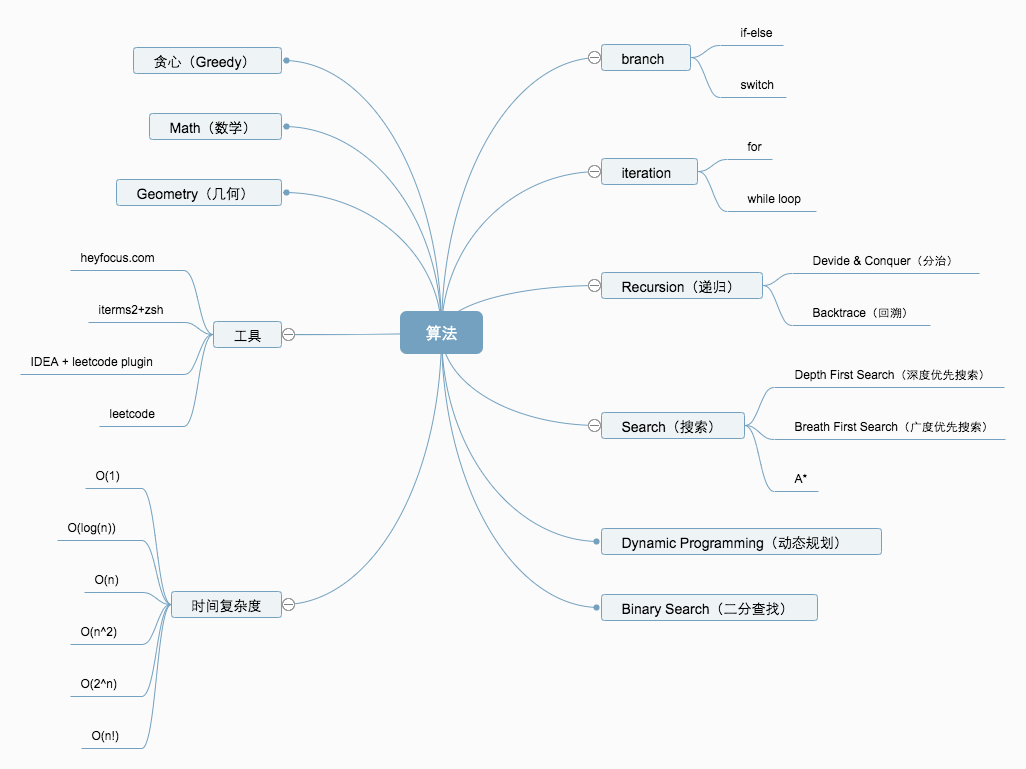 算法
branch
if-else
switch
iteration
for
while loop
Recursion（递归）
Devide & Conquer（分治）
Backtrace（回溯）
Search（搜索）
Depth First Search（深度优先搜索）
Breath First Search（广度优先搜索）
A*
Dynamic Programming（动态规划）
Binary Search（二分查找）
贪心（Greedy）
Math（数学）
Geometry（几何）
工具
heyfocus.com
iterms2+zsh
IDEA + leetcode plugin
leetcode
时间复杂度
O(1)
O(log(n))
O(n)
O(n^2)
O(2^n)
O(n!)